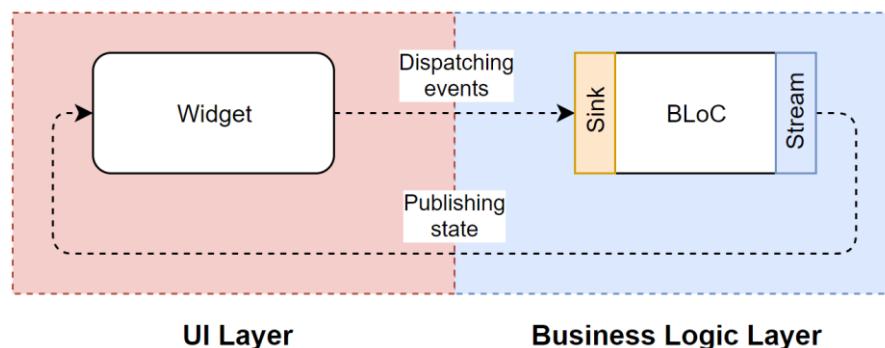 Dispatching
events
Widget
Sink
BLoC
Stream
Publishing
state
UI Layer
Business Logic Layer